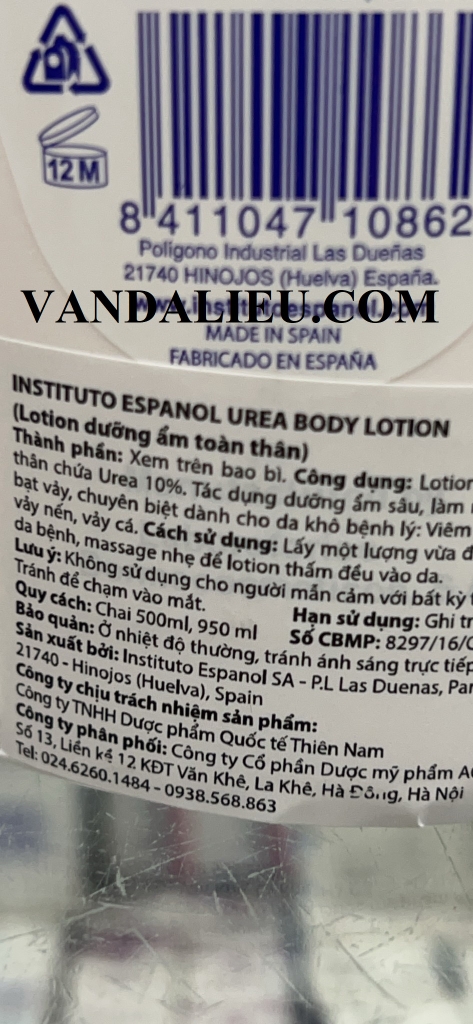 12 M
8 411047 10862
Polígono Industrial Las Dueñas
21740 HINOJOS (Huelva) España.
www.institutoespanol.com
VANDALIEU.COM
MADE IN SPAIN
FABRICADO EN ESPAÑA
INSTITUTO ESPANOL UREA BODY LOTION
(Lotion dưỡng ẩm toàn thân)
Thành phần: Xem trên bao bì. Công dụng: Lotion
thân chứa Urea 10%. Tác dụng dưỡng ẩm sâu, làm
bạt vảy, chuyên biệt dành cho da khô bệnh lý: Viêm
vảy nến, vảy cá. Cách sử dụng: Lấy một lượng vừa
da bệnh, massage nhẹ để lotion thấm đều vào da.
Lưu ý: Không sử dụng cho người mẫn cảm với bất kỳ
Tránh để chạm vào mắt.
Quy cách: Chai 500ml, 950 ml Hạn sử dụng: Ghi
Bảo quản: Ở nhiệt độ thường, tránh ánh sáng trực tiếp Số CBMP: 8297/16/
Sản xuất bởi: Instituto Espanol SA - P.L Las Duenas,
21740 - Hinojos (Huelva), Spain
Công ty chịu trách nhiệm sản phẩm:
Công ty TNHH Dược phẩm Quốc tế Thiên Nam
Công ty phân phối: Công ty Cổ phần Dược mỹ phẩm
Số 13, Liền kề 12 KĐT Văn Khê, La Khê, Hà Đông, Hà Nội
Tel: 024.6260.1484 - 0938.568.863